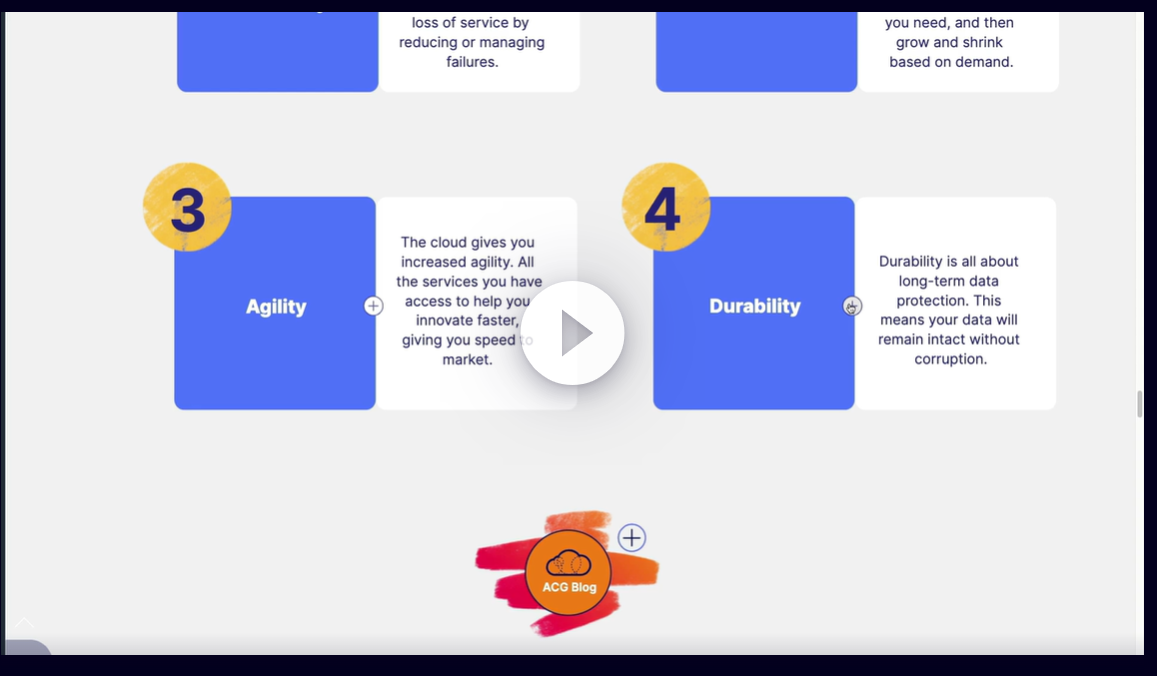 loss of service by
reducing or managing
failures.
you need, and then
grow and shrink
based on demand.
3
Agility
The cloud gives you
increased agility. All
the services you have
access to help you
innovate faster,
giving you speed to
market.
4
Durability
Durability is all about
long-term data
protection. This
means your data will
remain intact without
corruption.
ACG Blog